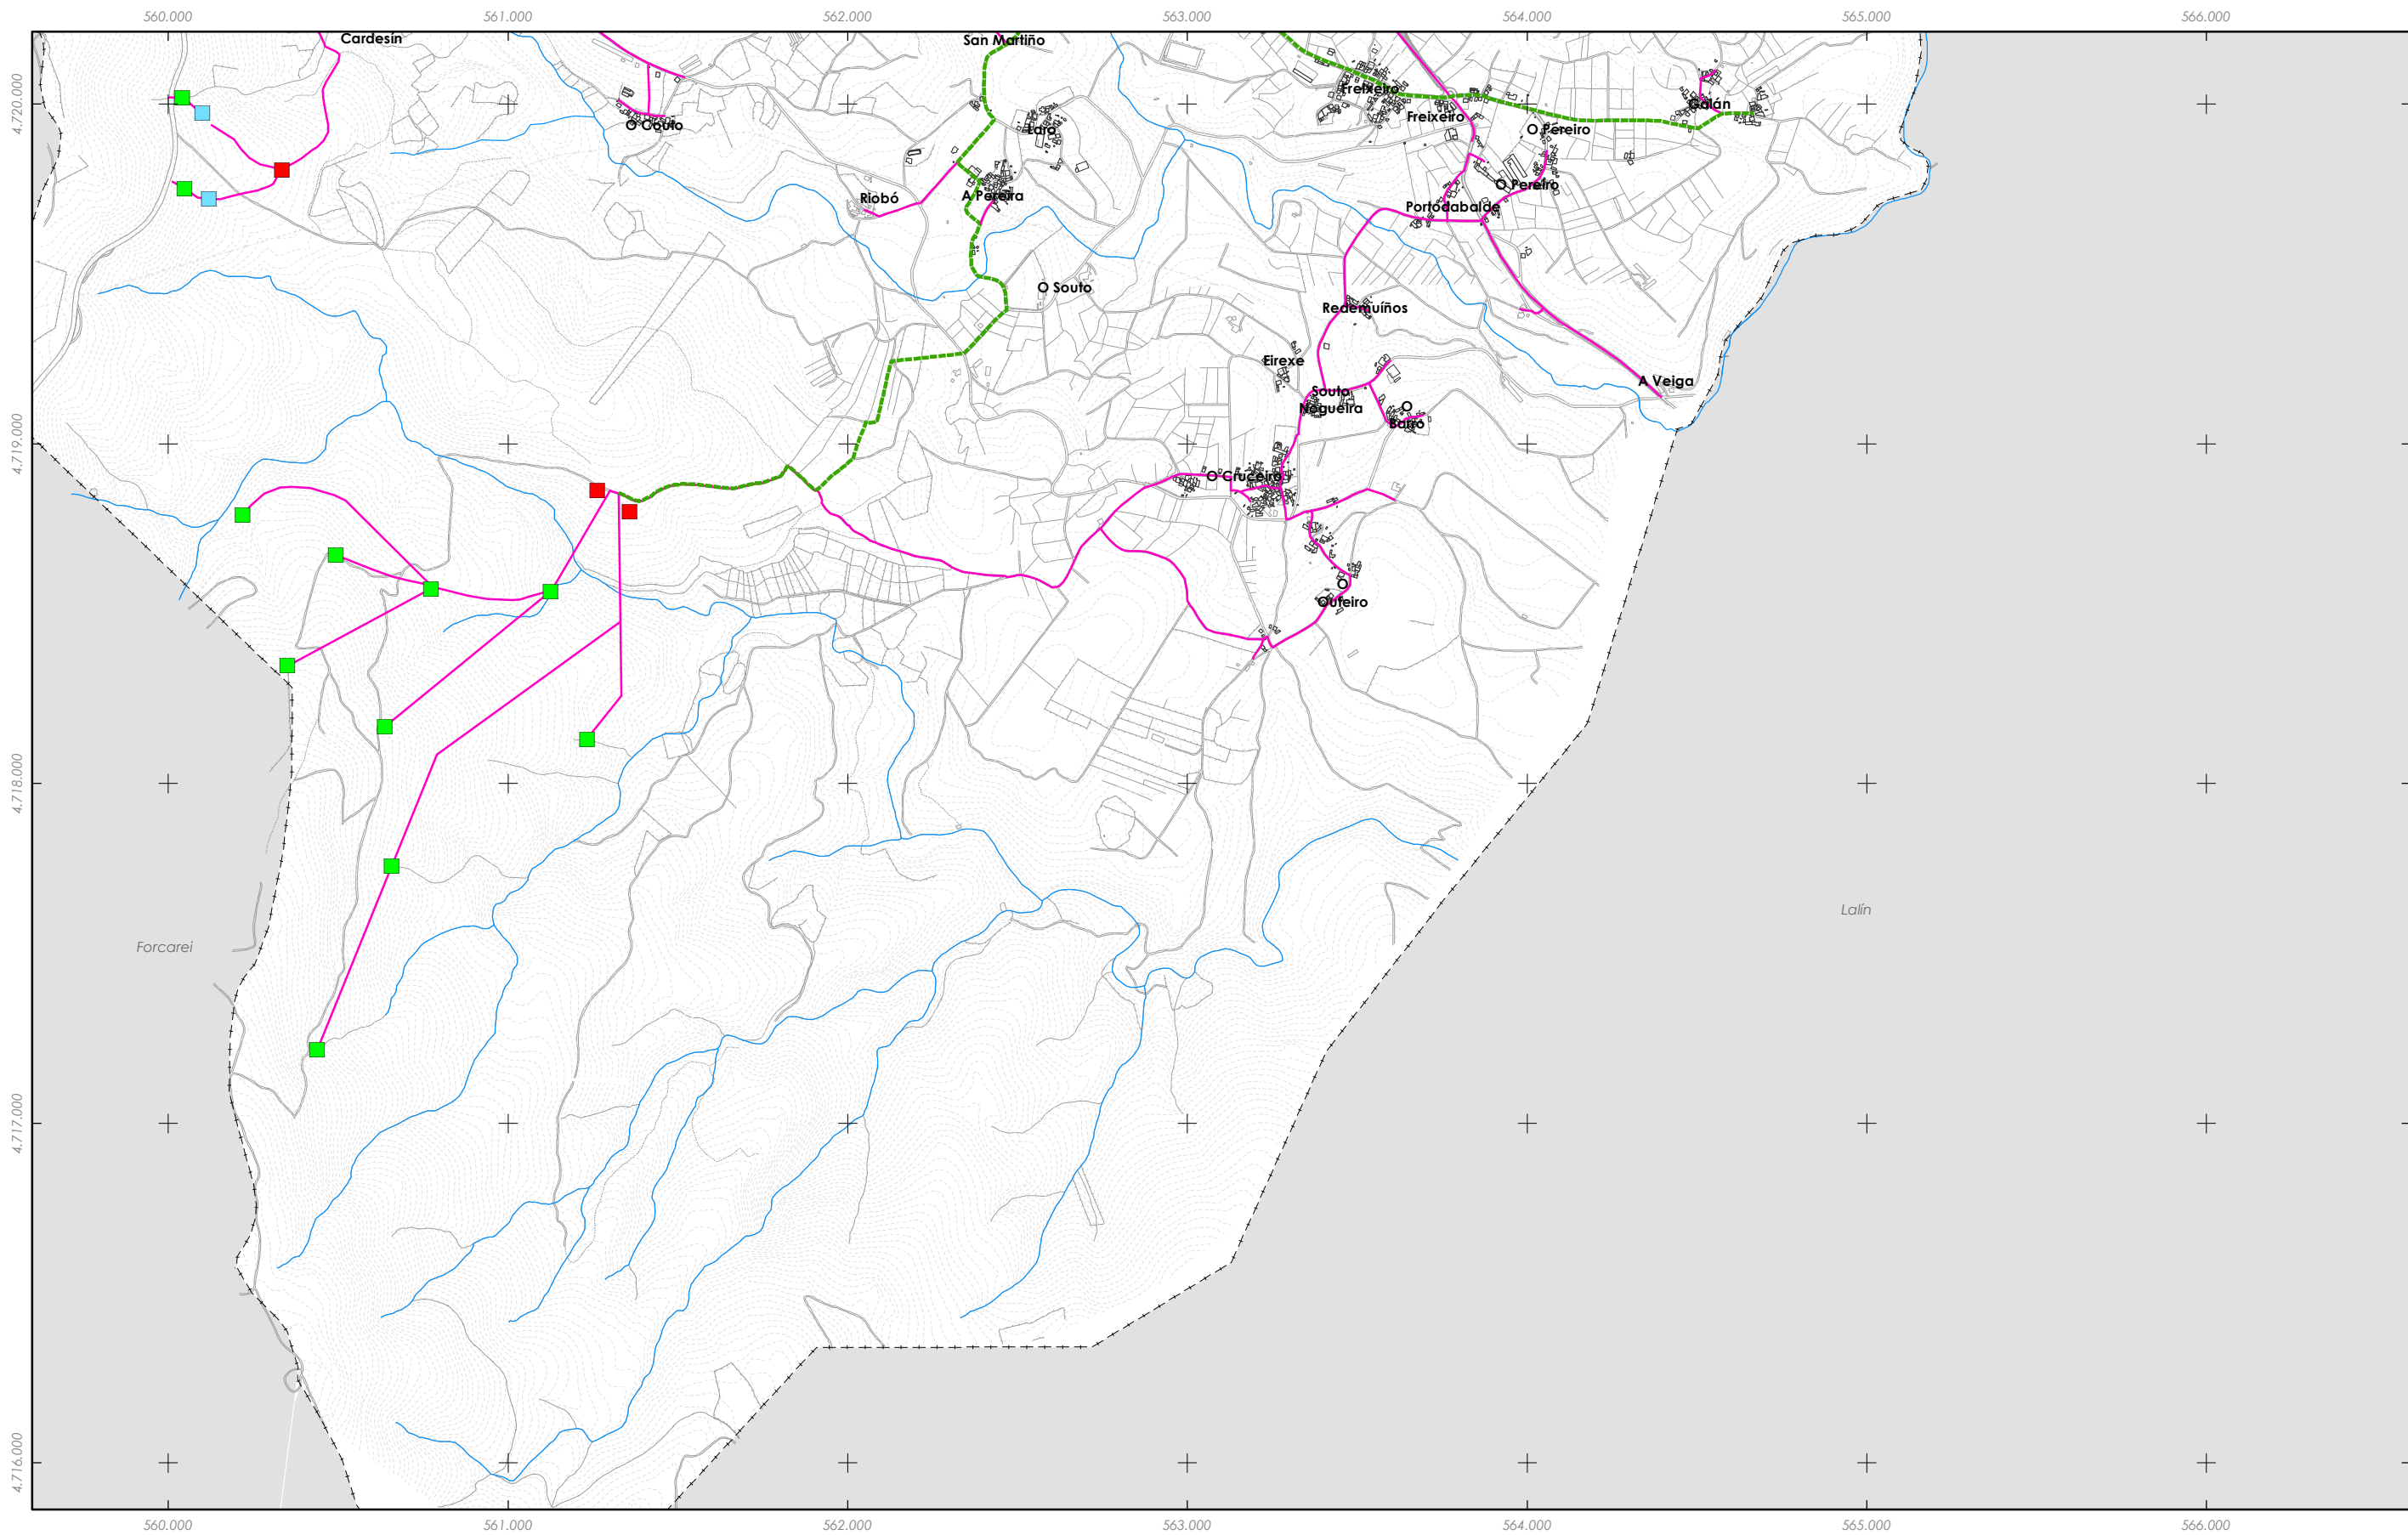 560.000 561.000 562.000 563.000 564.000 565.000 566.000
Cardesín
San Martiño
4.720.000
Freixeiro
Galán
Freixeiro
O Couto
Laro
O Pereiro
O Pereiro
Riobó
A Pereira
Portodabalde
O Souto
Redemuíños
Eirexe
A Veiga
Souto
Nogueira
O
Barro
4.719.000
O Cruceiro
O
Outeiro
4.718.000
Lalín
Forcarei
4.717.000
4.716.000
560.000 561.000 562.000 563.000 564.000 565.000 566.000